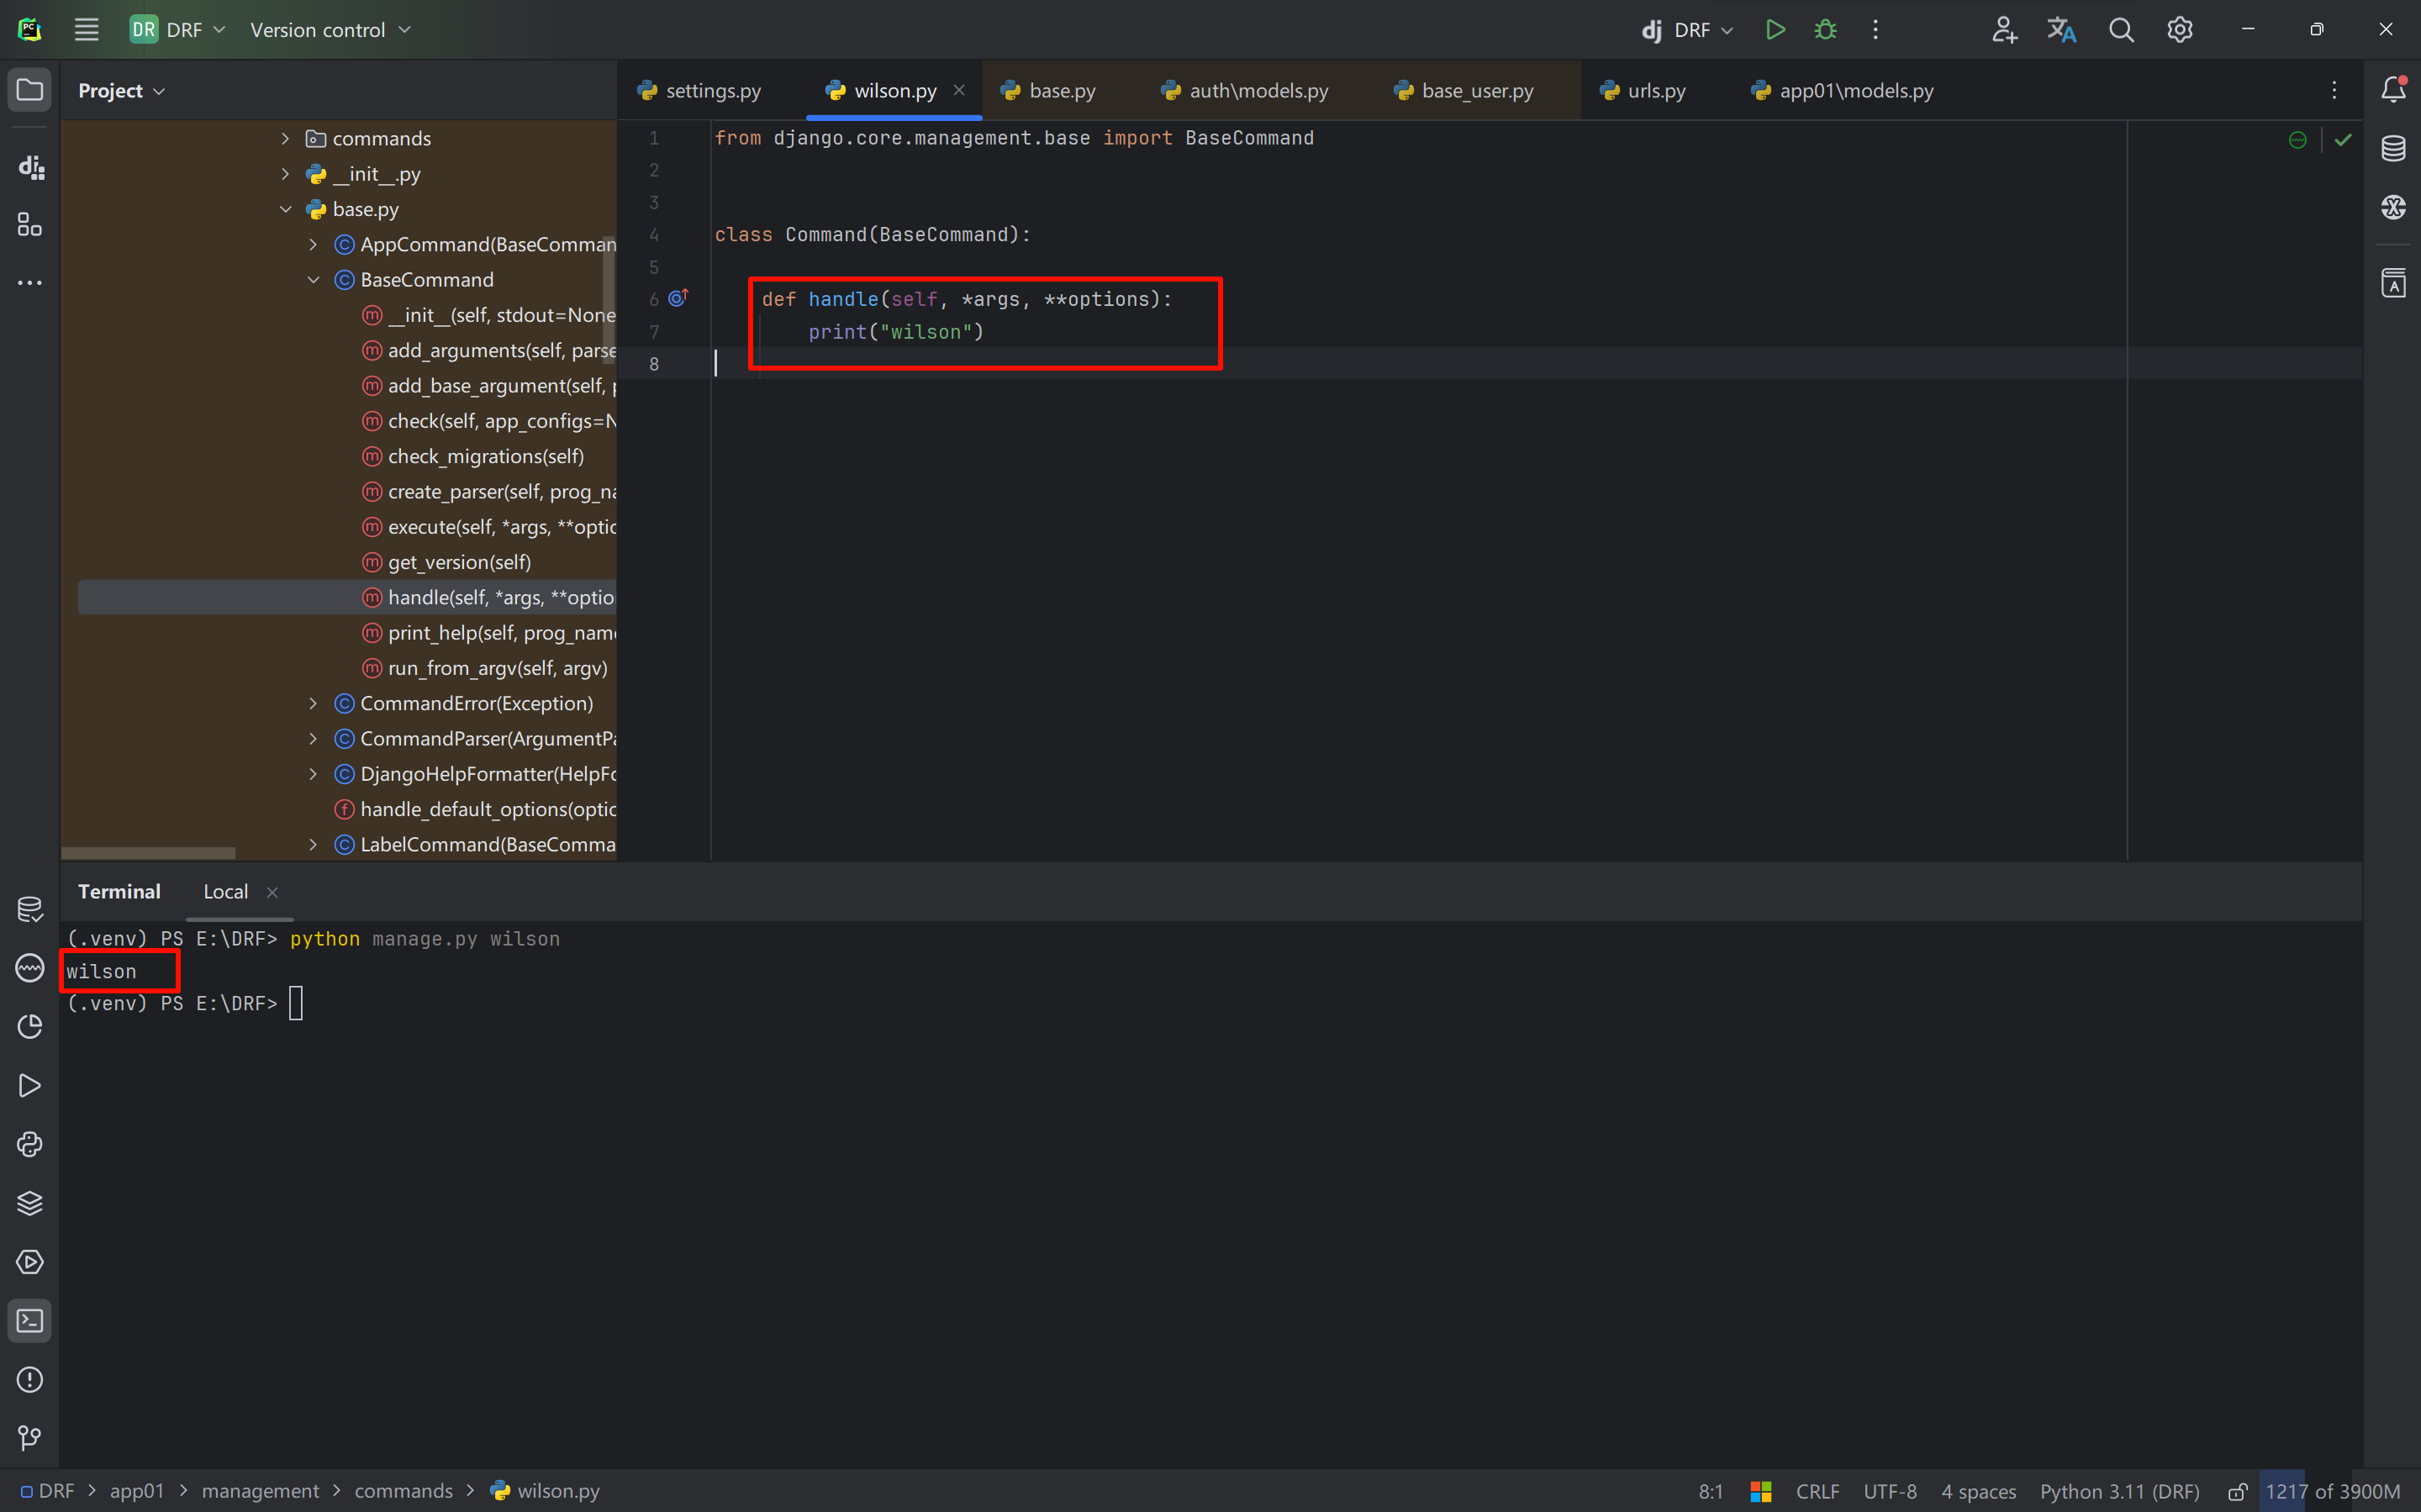 DR DRF Version control
dj DRF
Project
settings.py wilson.py base.py auth\models.py base_user.py urls.py app01\models.py
commands
__init__.py
base.py
AppCommand(BaseComman
BaseCommand
__init__(self, stdout=None
add_arguments(self, parse
add_base_argument(self, p
check(self, app_configs=N
check_migrations(self)
create_parser(self, prog_na
execute(self, *args, **optio
get_version(self)
handle(self, *args, **optio
print_help(self, prog_name
run_from_argv(self, argv)
CommandError(Exception)
CommandParser(ArgumentPa
DjangoHelpFormatter(HelpFo
handle_default_options(optio
LabelCommand(BaseComma
1 from django.core.management.base import BaseCommand
2
3
4 class Command(BaseCommand):
5
6 def handle(self, *args, **options):
7 print("wilson")
8
Terminal Local
(.venv) PS E:\DRF> python manage.py wilson
wilson
(.venv) PS E:\DRF>
DRF > app01 > management > commands > wilson.py
8:1 CRLF UTF-8 4 spaces Python 3.11 (DRF) 1217 of 3900M